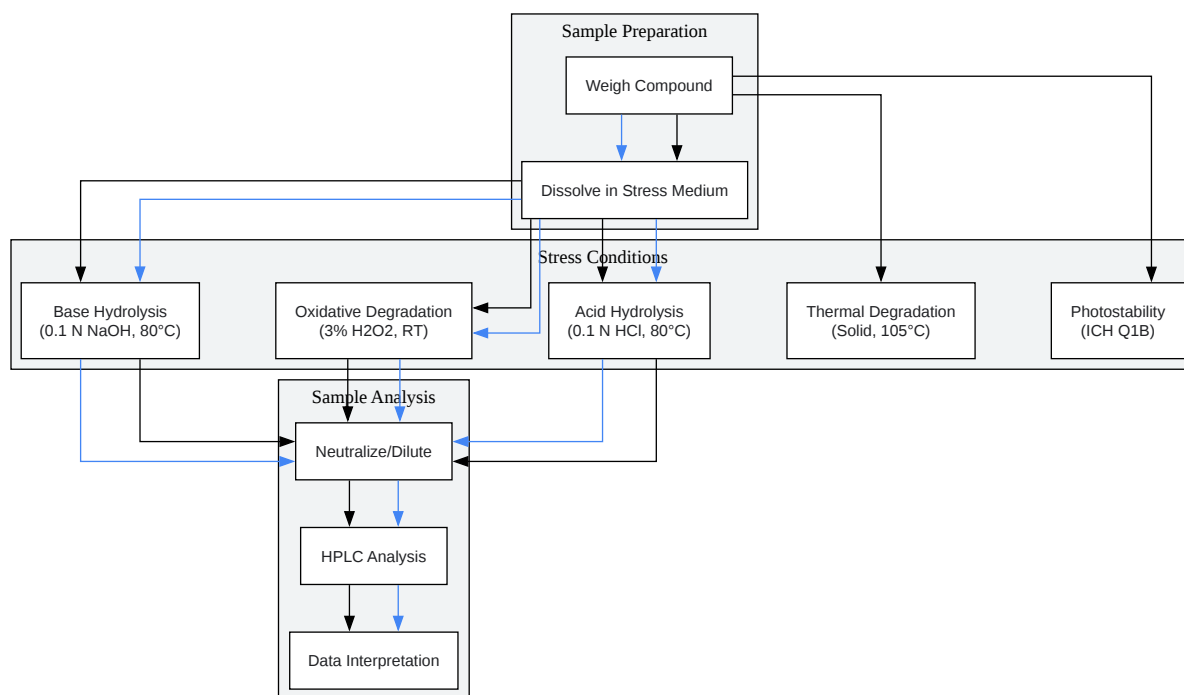 Sample Preparation
Weigh Compound
Dissolve in Stress Medium
Stress Conditions
Base Hydrolysis
(0.1 N NaOH, 80°C)
Oxidative Degradation
(3% H2O2, RT)
Acid Hydrolysis
(0.1 N HCl, 80°C)
Thermal Degradation
(Solid, 105°C)
Photostability
(ICH Q1B)
Sample Analysis
Neutralize/Dilute
HPLC Analysis
Data Interpretation